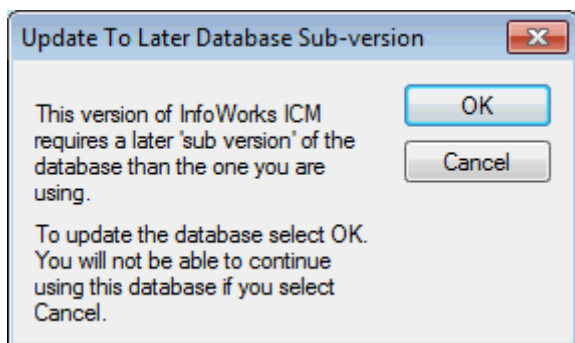 Update To Later Database Sub-version
This version of InfoWorks ICM
requires a later 'sub version' of the
database than the one you are
using.
To update the database select OK.
You will not be able to continue
using this database if you select
Cancel.
OK
Cancel